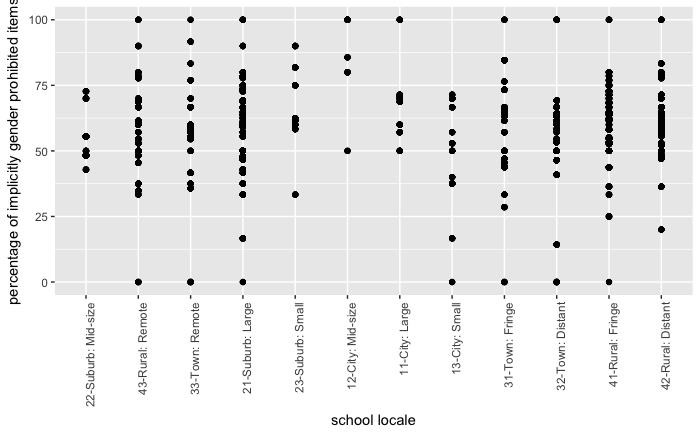 percentage of implicitly gender prohibited items
100
75
50
25
0
22-Suburb: Mid-size
43-Rural: Remote
33-Town: Remote
21-Suburb: Large
23-Suburb: Small
12-City: Mid-size
11-City: Large
13-City: Small
31-Town: Fringe
32-Town: Distant
41-Rural: Fringe
42-Rural: Distant
school locale